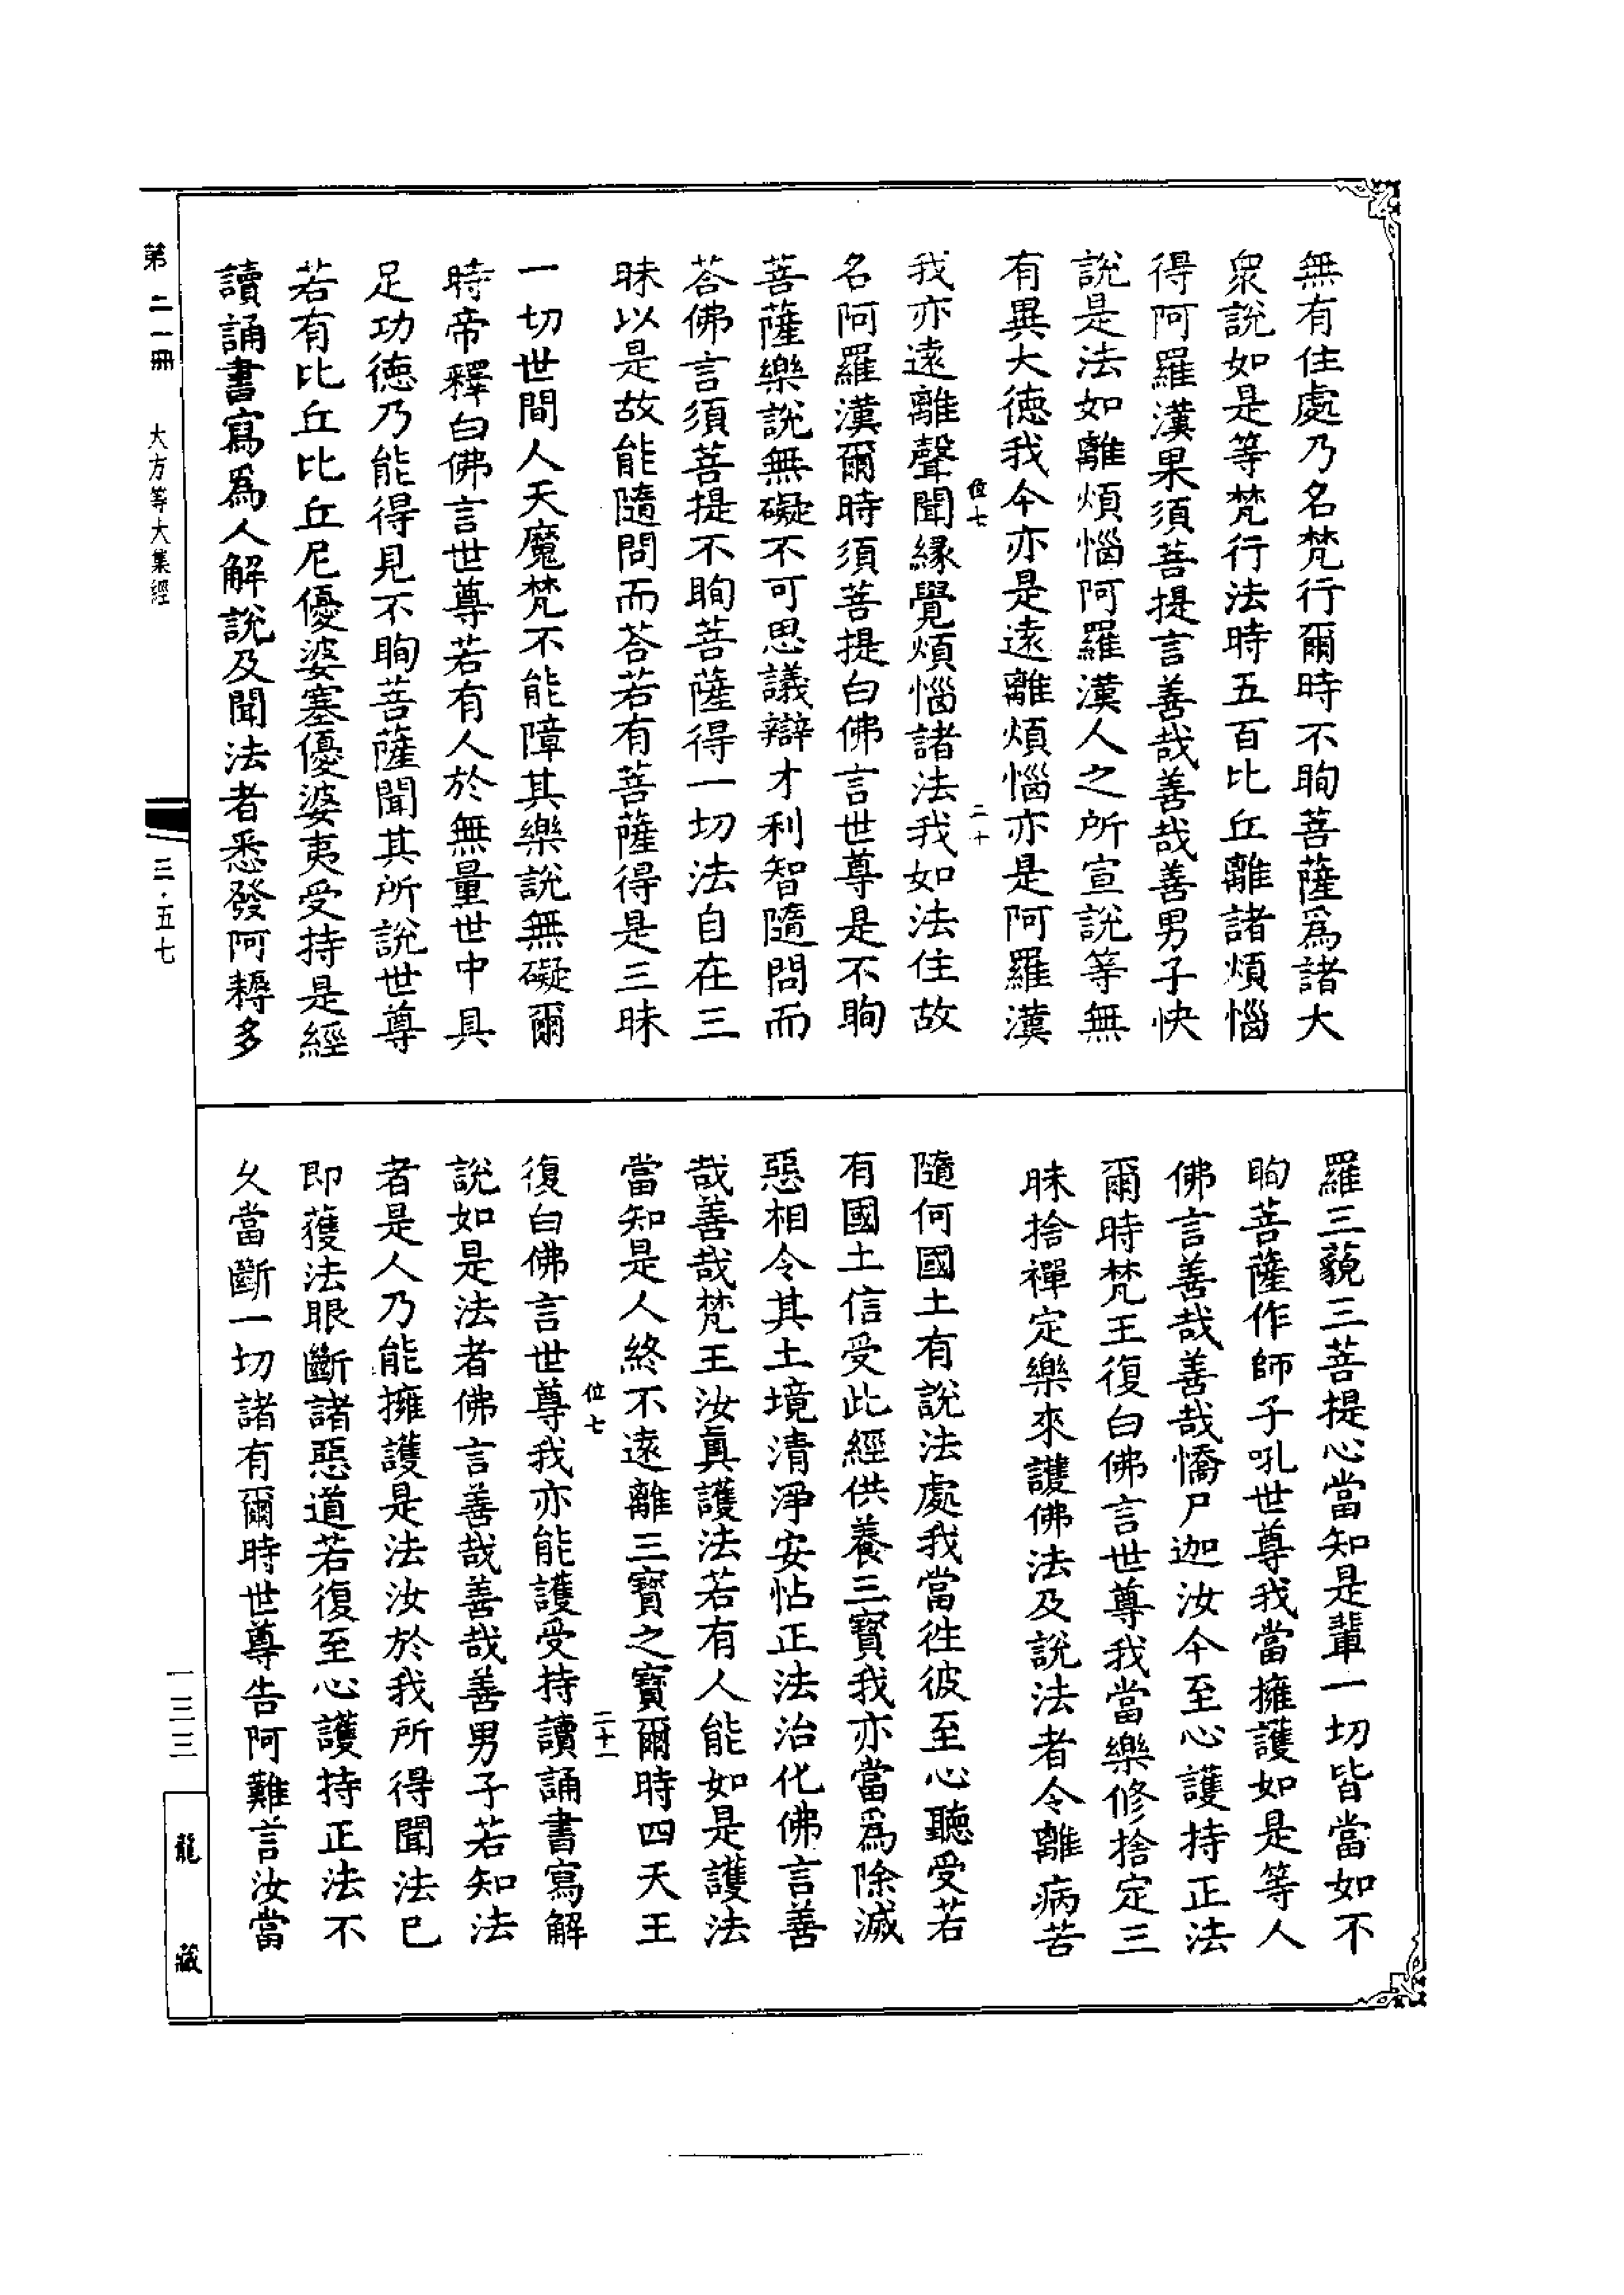 無有住處乃名梵行爾時不眴菩薩爲諸大
衆說如是等梵行法時五百比丘離諸煩惱
得阿羅漢果須菩提言善哉善哉善男子快
說是法如離煩惱阿羅漢人之所宣說等無
有異大德我今亦是遠離煩惱亦是阿羅漢
位七 二十
我亦遠離聲聞緣覺煩惱諸法我如法住故
名阿羅漢爾時須菩提白佛言世尊是不眴
菩薩樂說無礙不可思議辯才利智隨問而
荅佛言須菩提不眴菩薩得一切法自在三
昧以是故能隨問而荅若有菩薩得是三昧
一切世間人天魔梵不能障其樂說無礙爾
時帝釋白佛言世尊若有人於無量世中具
足功德乃能得見不眴菩薩聞其所說世尊
若有比丘比丘尼優婆塞優婆夷受持是經
讀誦書寫爲人解說及聞法者悉發阿耨多
羅三藐三菩提心當知是輩一切皆當如不
眴菩薩作師子吼世尊我當擁護如是等人
佛言善哉善哉憍尸迦汝今至心護持正法
爾時梵王復白佛言世尊我當樂修捨定三
昧捨禪定樂來護佛法及說法者令離病苦
隨何國土有說法處我當往彼至心聽受若
有國土信受此經供養三寶我亦當爲除滅
惡相令其土境清淨安怗正法治化佛言善
哉善哉梵王汝眞護法若有人能如是護法
當知是人終不遠離三寶之寶爾時四天王
位七 二十一
復白佛言世尊我亦能護受持讀誦書寫解
說如是法者佛言善哉善哉善男子若知法
者是人乃能擁護是法汝於我所得聞法已
即獲法眼斷諸惡道若復至心護持正法不
久當斷一切諸有爾時世尊告阿難言汝當
第二一冊 大方等大集經 三·五七 一三三 龍藏